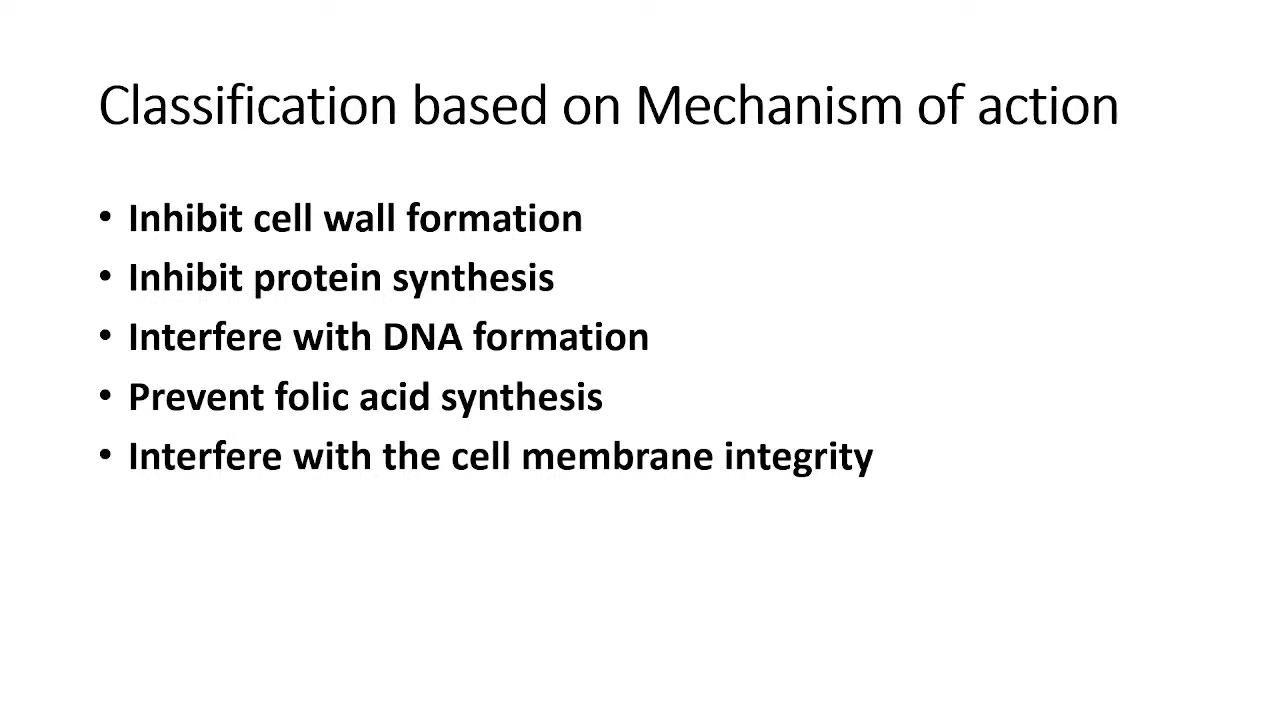 Classification based on Mechanism of action
• Inhibit cell wall formation
• Inhibit protein synthesis
• Interfere with DNA formation
• Prevent folic acid synthesis
• Interfere with the cell membrane integrity